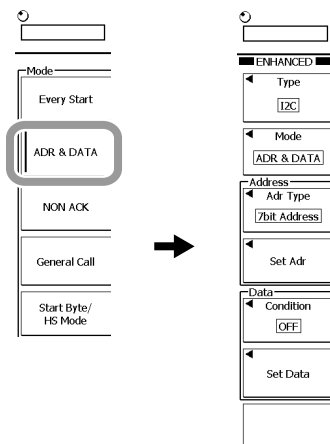 Mode
Every Start
ADR & DATA
NON ACK
General Call
Start Byte/
HS Mode
ENHANCED
Type
I2C
Mode
ADR & DATA
Address
Adr Type
7bit Address
Set Adr
Data
Condition
OFF
Set Data